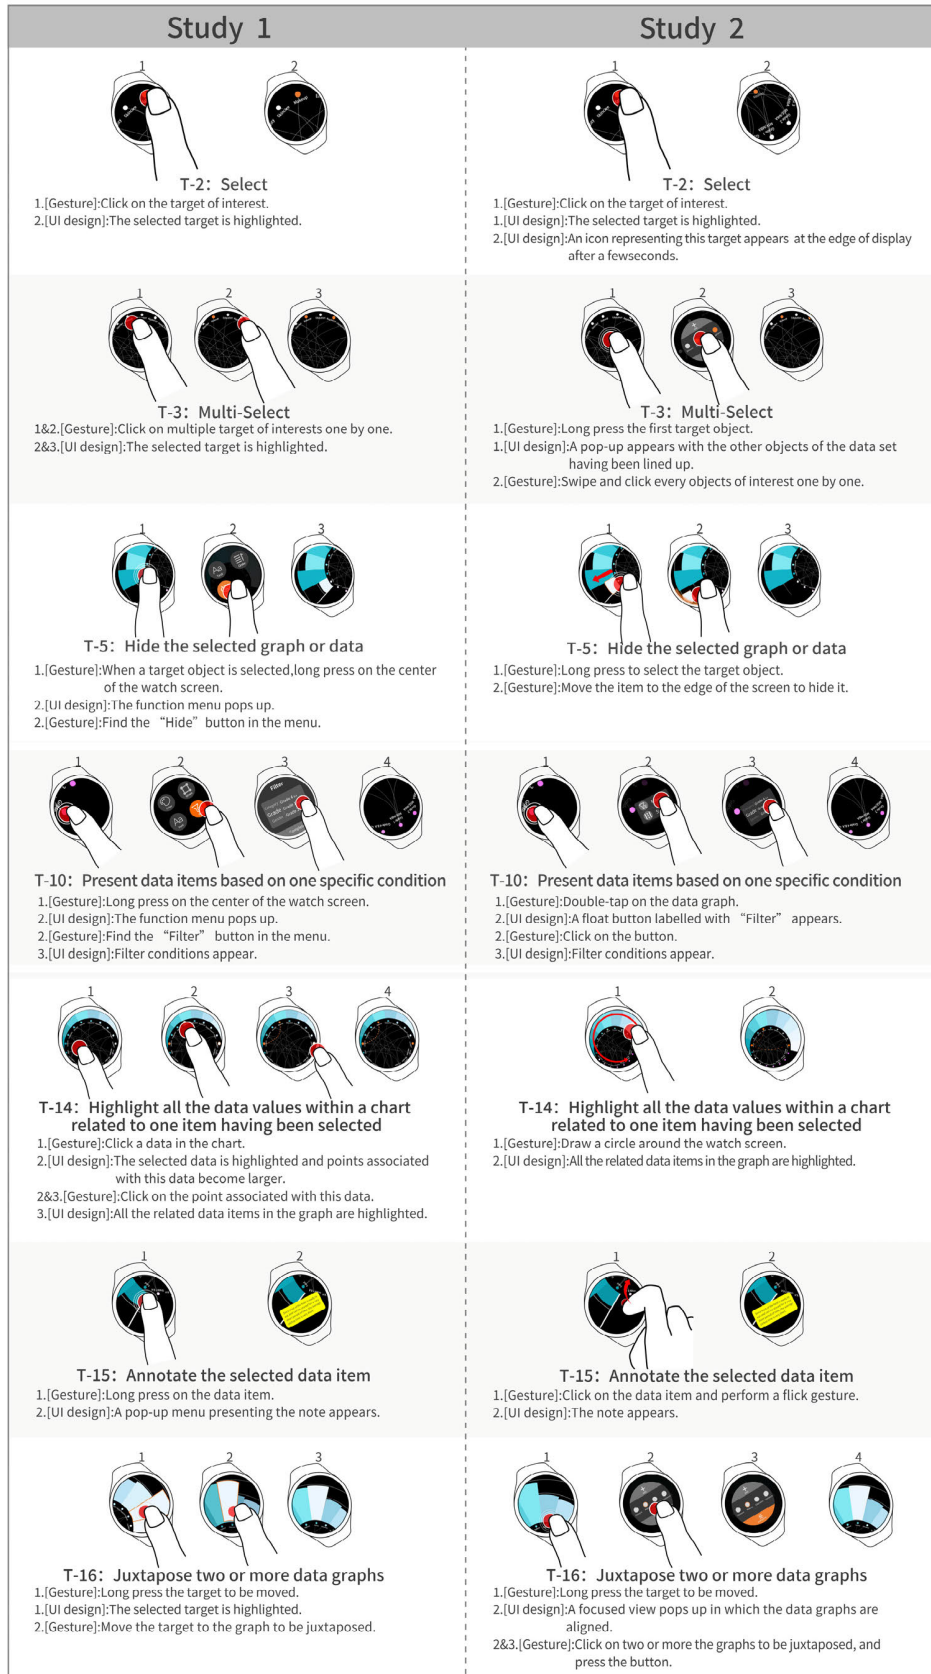 Study 1
Study 2
1 2
T-2: Select
1.[Gesture]:Click on the target of interest.
2.[UI design]:The selected target is highlighted.
1 2
T-2: Select
1.[Gesture]:Click on the target of interest.
1.[UI design]:The selected target is highlighted.
2.[UI design]:An icon representing this target appears at the edge of display
after a fewseconds.
1 2 3
T-3: Multi-Select
1&2.[Gesture]:Click on multiple target of interests one by one.
2&3.[UI design]:The selected target is highlighted.
1 2 3
T-3: Multi-Select
1.[Gesture]:Long press the first target object.
1.[UI design]:A pop-up appears with the other objects of the data set
having been lined up.
2.[Gesture]:Swipe and click every objects of interest one by one.
1 2 3
Aa
T-5: Hide the selected graph or data
1.[Gesture]:When a target object is selected,long press on the center
of the watch screen.
2.[UI design]:The function menu pops up.
2.[Gesture]:Find the “Hide” button in the menu.
1 2 3
T-5: Hide the selected graph or data
1.[Gesture]:Long press to select the target object.
2.[Gesture]:Move the item to the edge of the screen to hide it.
1 2 3 4
Aa
Filter
Grade
T-10: Present data items based on one specific condition
1.[Gesture]:Long press on the center of the watch screen.
2.[UI design]:The function menu pops up.
2.[Gesture]:Find the “Filter” button in the menu.
3.[UI design]:Filter conditions appear.
1 2 3 4
T-10: Present data items based on one specific condition
1.[Gesture]:Double-tap on the data graph.
2.[UI design]:A float button labelled with “Filter” appears.
2.[Gesture]:Click on the button.
3.[UI design]:Filter conditions appear.
1 2 3 4
T-14: Highlight all the data values within a chart
related to one item having been selected
1.[Gesture]:Click a data in the chart.
2.[UI design]:The selected data is highlighted and points associated
with this data become larger.
2&3.[Gesture]:Click on the point associated with this data.
3.[UI design]:All the related data items in the graph are highlighted.
1 2
T-14: Highlight all the data values within a chart
related to one item having been selected
1.[Gesture]:Draw a circle around the watch screen.
2.[UI design]:All the related data items in the graph are highlighted.
1 2
T-15: Annotate the selected data item
1.[Gesture]:Long press on the data item.
2.[UI design]:A pop-up menu presenting the note appears.
1 2
T-15: Annotate the selected data item
1.[Gesture]:Click on the data item and perform a flick gesture.
2.[UI design]:The note appears.
1 2 3
T-16: Juxtapose two or more data graphs
1.[Gesture]:Long press the target to be moved.
1.[UI design]:The selected target is highlighted.
2.[Gesture]:Move the target to the graph to be juxtaposed.
1 2 3 4
T-16: Juxtapose two or more data graphs
1.[Gesture]:Long press the target to be moved.
2.[UI design]:A focused view pops up in which the data graphs are
aligned.
2&3.[Gesture]:Click on two or more the graphs to be juxtaposed, and
press the button.